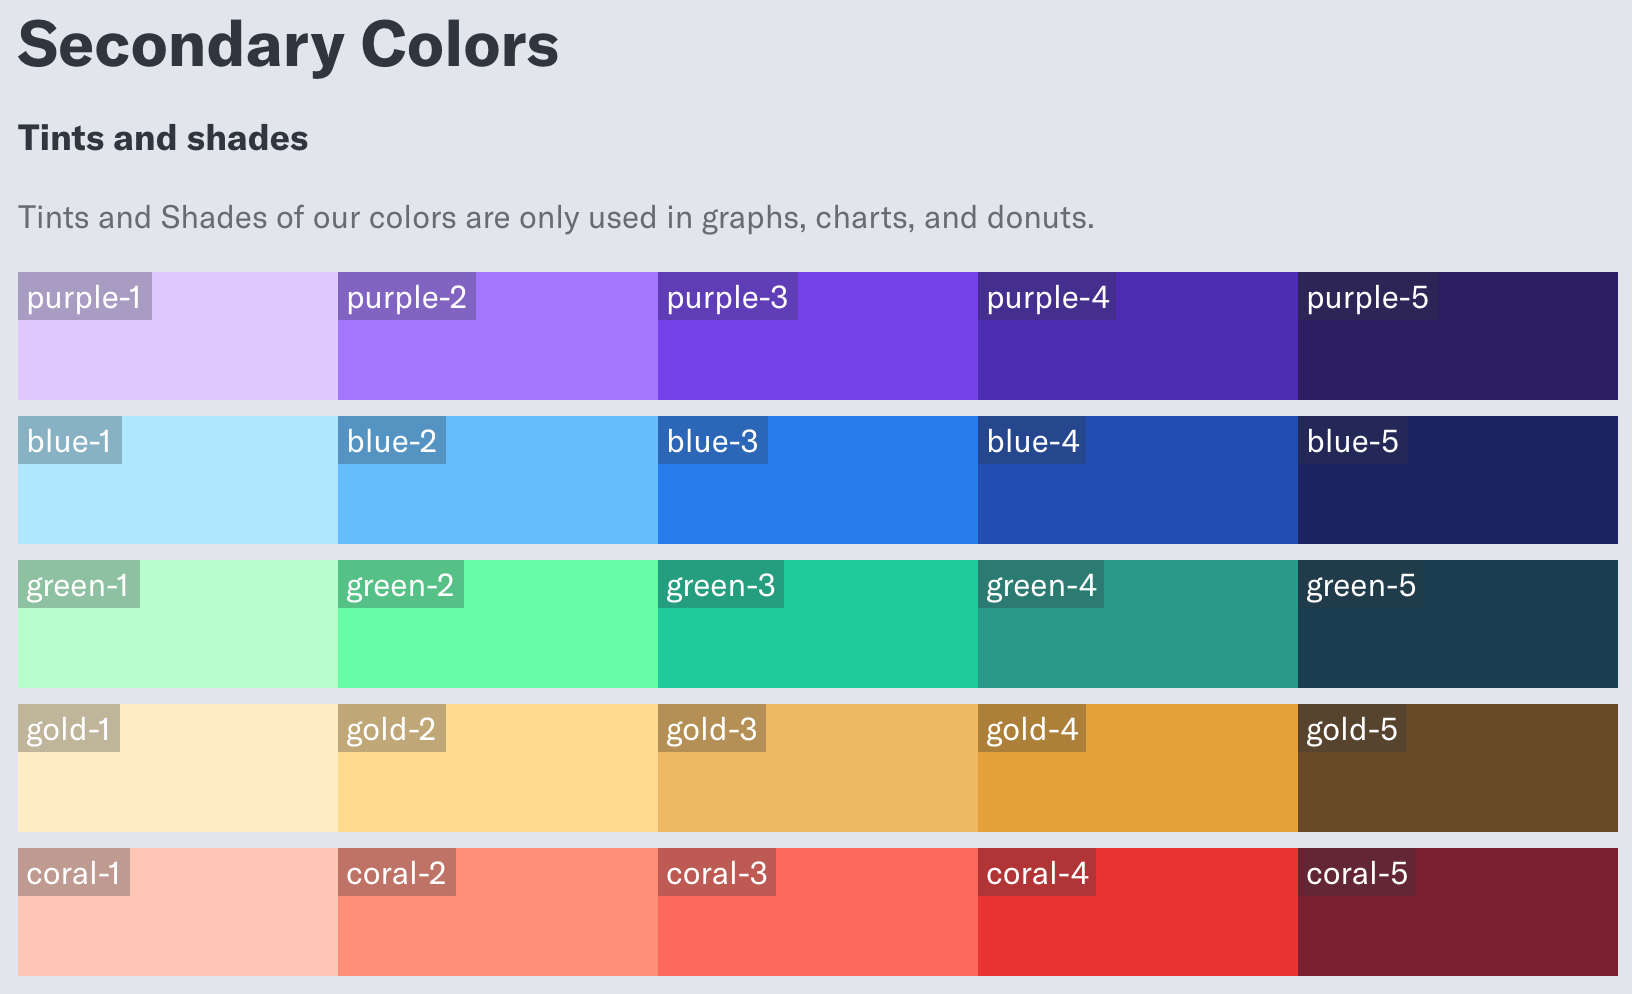 Secondary Colors
Tints and shades
Tints and Shades of our colors are only used in graphs, charts, and donuts.
purple-1 purple-2 purple-3 purple-4 purple-5
blue-1 blue-2 blue-3 blue-4 blue-5
green-1 green-2 green-3 green-4 green-5
gold-1 gold-2 gold-3 gold-4 gold-5
coral-1 coral-2 coral-3 coral-4 coral-5